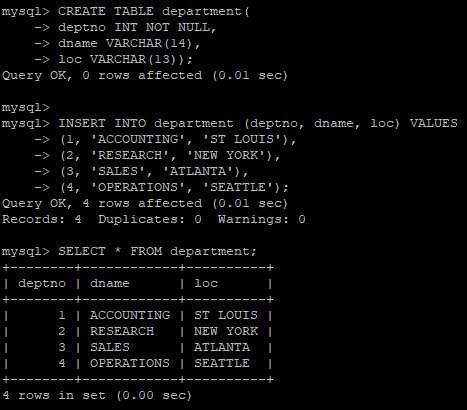 mysql> CREATE TABLE department(
    -> deptno INT NOT NULL,
    -> dname VARCHAR(14),
    -> loc VARCHAR(13));
Query OK, 0 rows affected (0.01 sec)

mysql>
mysql> INSERT INTO department (deptno, dname, loc) VALUES
    -> (1, 'ACCOUNTING', 'ST LOUIS'),
    -> (2, 'RESEARCH', 'NEW YORK'),
    -> (3, 'SALES', 'ATLANTA'),
    -> (4, 'OPERATIONS', 'SEATTLE');
Query OK, 4 rows affected (0.01 sec)
Records: 4  Duplicates: 0  Warnings: 0

mysql> SELECT * FROM department;
+--------+------------+----------+
| deptno | dname      | loc      |
+--------+------------+----------+
|      1 | ACCOUNTING | ST LOUIS |
|      2 | RESEARCH   | NEW YORK |
|      3 | SALES      | ATLANTA  |
|      4 | OPERATIONS | SEATTLE  |
+--------+------------+----------+
4 rows in set (0.00 sec)